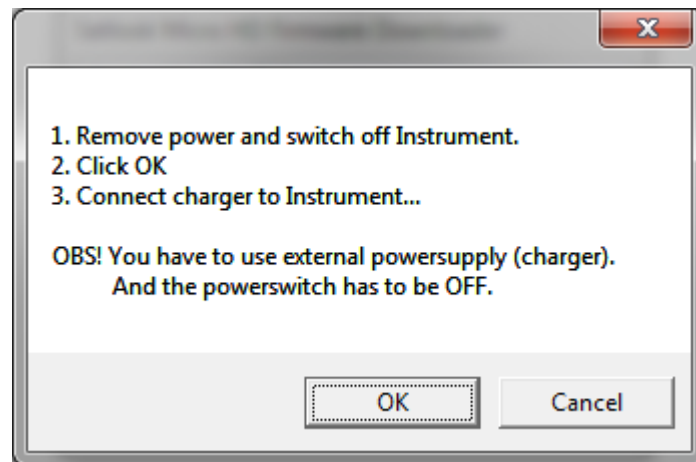 1. Remove power and switch off Instrument.
2. Click OK
3. Connect charger to Instrument...
OBS! You have to use external powersupply (charger).
And the powerswitch has to be OFF.
OK
Cancel